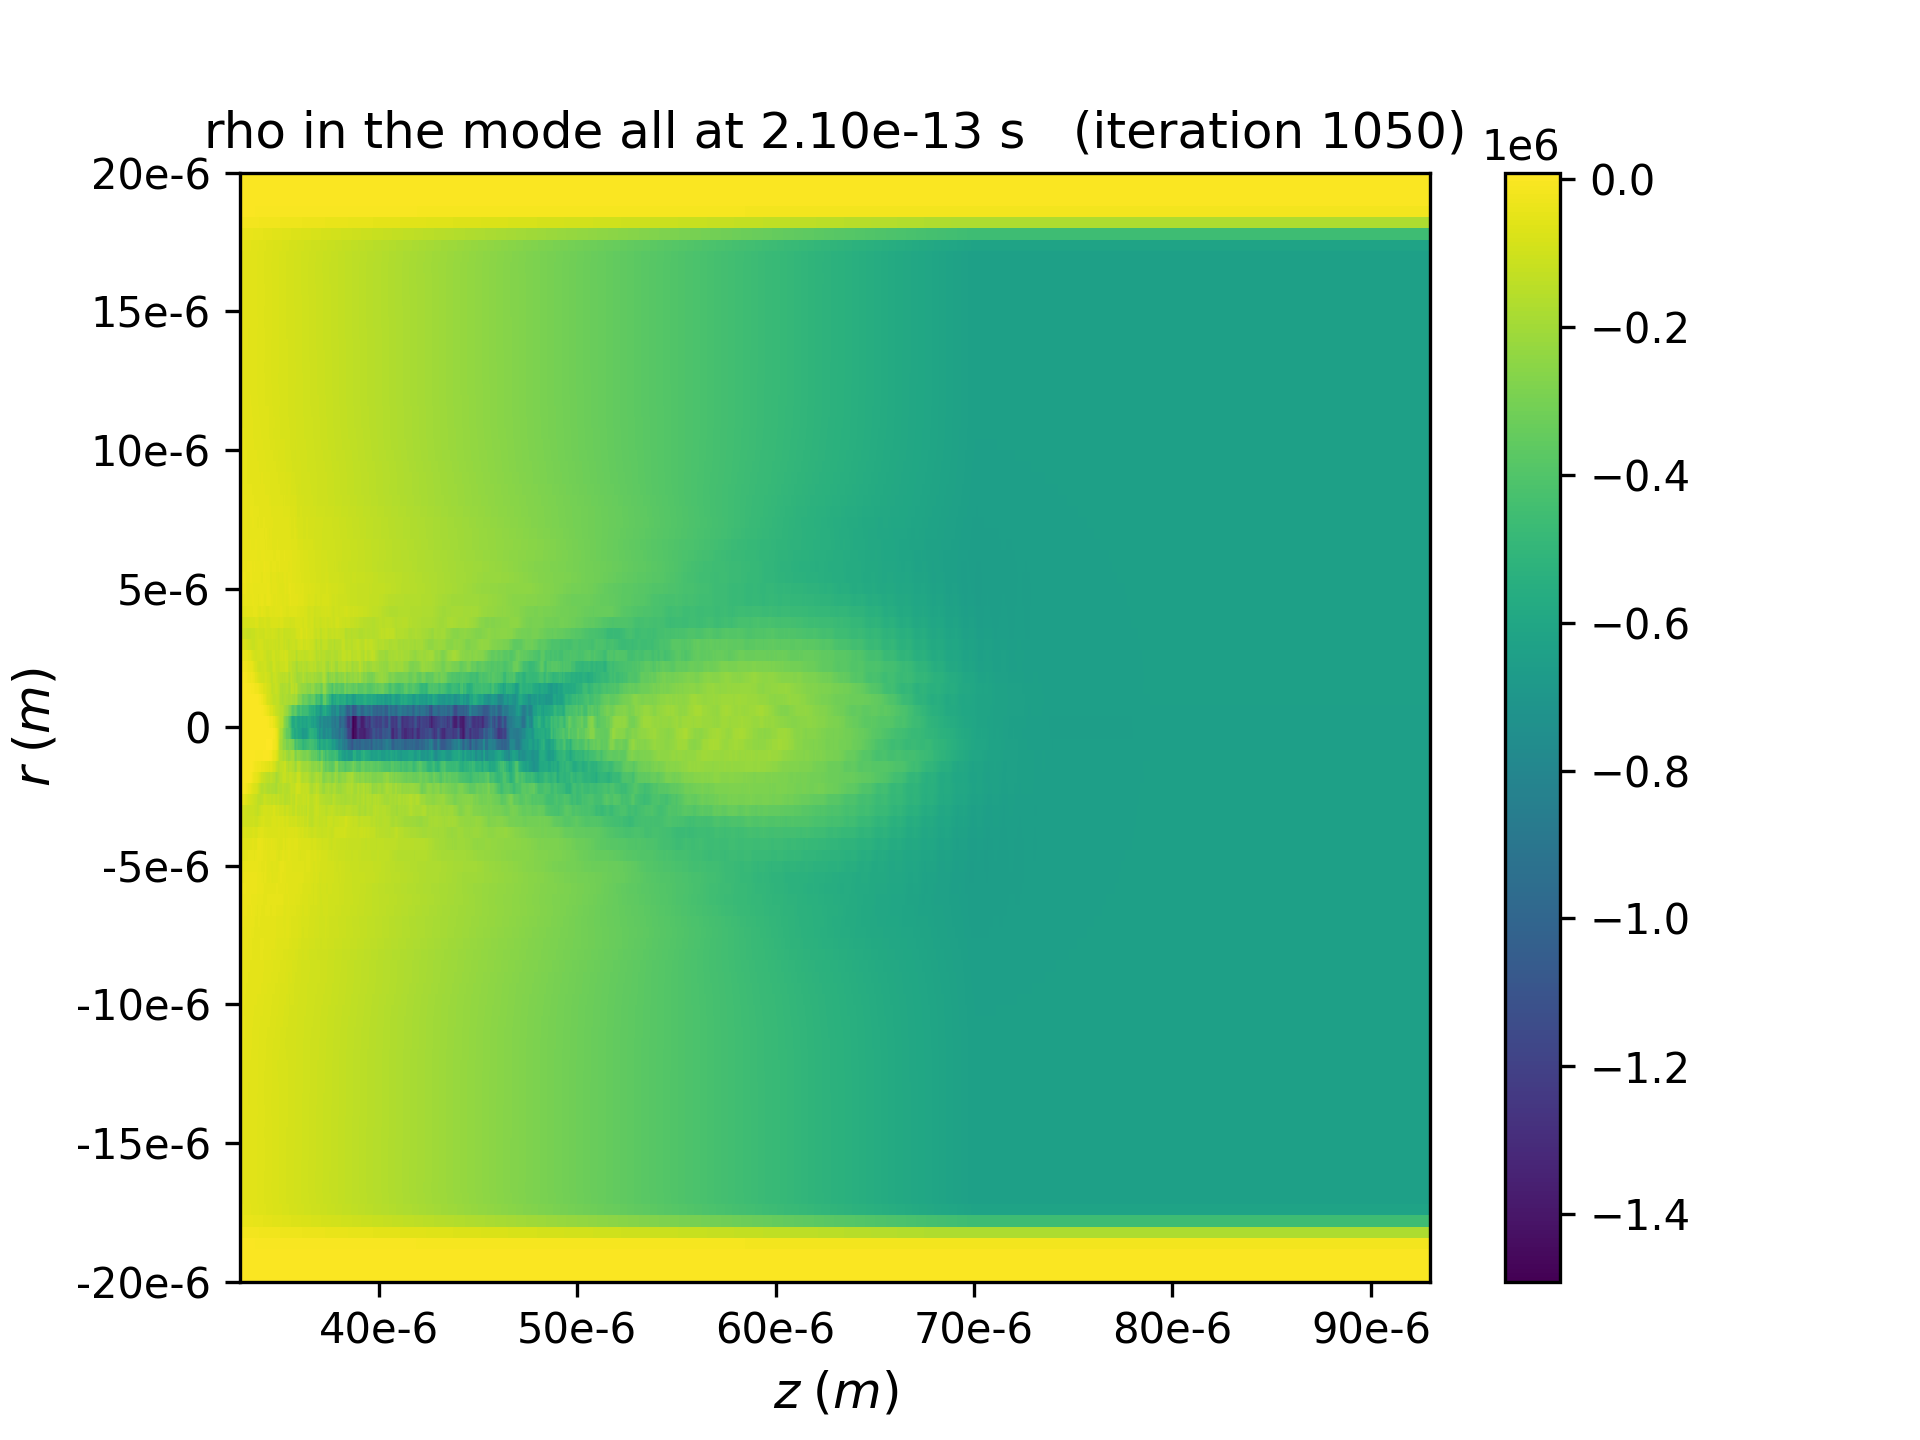 rho in the mode all at 2.10e-13 s   (iteration 1050)
1e6
20e-6
15e-6
10e-6
5e-6
0
-5e-6
-10e-6
-15e-6
-20e-6
r (m)
40e-6 50e-6 60e-6 70e-6 80e-6 90e-6
z (m)
0.0
−0.2
−0.4
−0.6
−0.8
−1.0
−1.2
−1.4